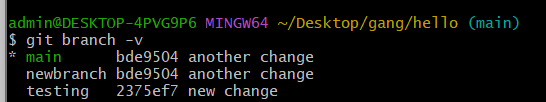 admin@DESKTOP-4PVG9P6 MINGW64 ~/Desktop/gang/hello (main)
$ git branch -v
* main      bde9504 another change
  newbranch bde9504 another change
  testing   2375ef7 new change